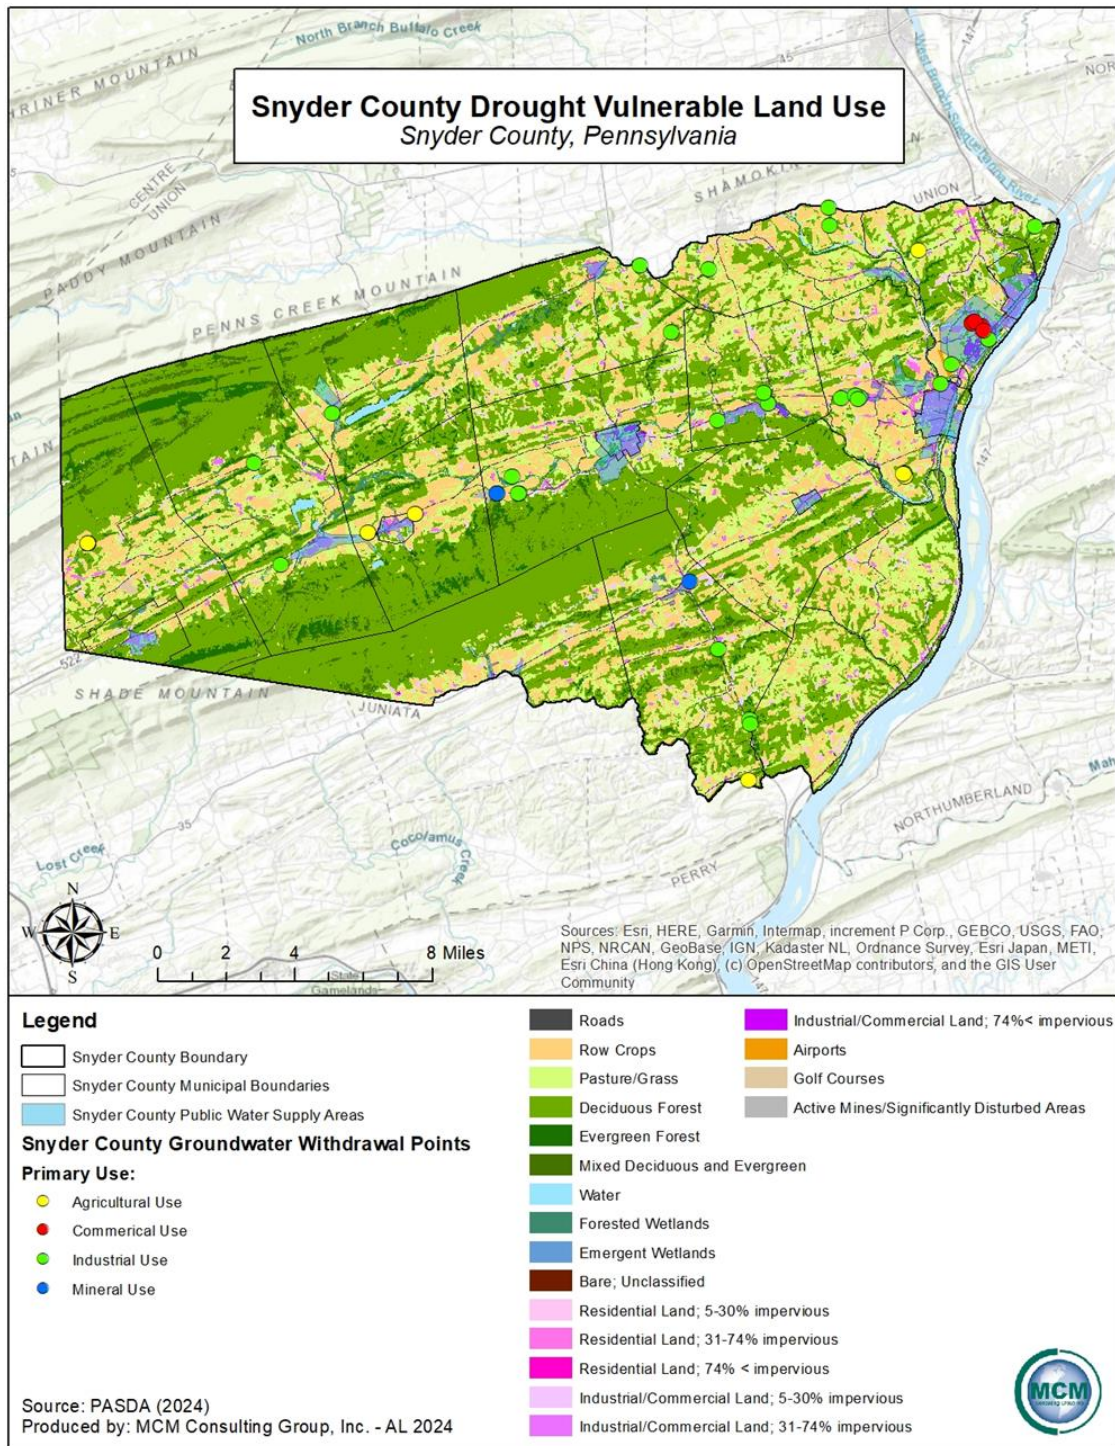 North Branch Buffalo Creek
45
147
NOR
RINER MOUNTAIN
West Branch Susquehanna River
Snyder County Drought Vulnerable Land Use
Snyder County, Pennsylvania
CENTRE
UNION
SHAMOKIN
N
UNION
PADDY MOUNTAIN
PENNS CREEK MOUNTAIN
TAIN
147
522
SHADE MOUNTAIN
JUNIATA
NORTHUMBERLAND
Mah
35
Lost Creek
Cocolamus Creek
PERRY
N
W
E
S
0
2
4
8 Miles
State
Gamelands
147
Sources: Esri, HERE, Garmin, Intermap, increment P Corp., GEBCO, USGS, FAO,
NPS, NRCAN, GeoBase, IGN, Kadaster NL, Ordnance Survey, Esri Japan, METI,
Esri China (Hong Kong), (c) OpenStreetMap contributors, and the GIS User
Community
Legend
Snyder County Boundary
Snyder County Municipal Boundaries
Snyder County Public Water Supply Areas
Snyder County Groundwater Withdrawal Points
Primary Use:
Agricultural Use
Commerical Use
Industrial Use
Mineral Use
Roads
Row Crops
Pasture/Grass
Deciduous Forest
Evergreen Forest
Mixed Deciduous and Evergreen
Water
Forested Wetlands
Emergent Wetlands
Bare; Unclassified
Residential Land; 5-30% impervious
Residential Land; 31-74% impervious
Residential Land; 74% < impervious
Industrial/Commercial Land; 5-30% impervious
Industrial/Commercial Land; 31-74% impervious
Industrial/Commercial Land; 74%< impervious
Airports
Golf Courses
Active Mines/Significantly Disturbed Areas
Source: PASDA (2024)
Produced by: MCM Consulting Group, Inc. - AL 2024
MCM